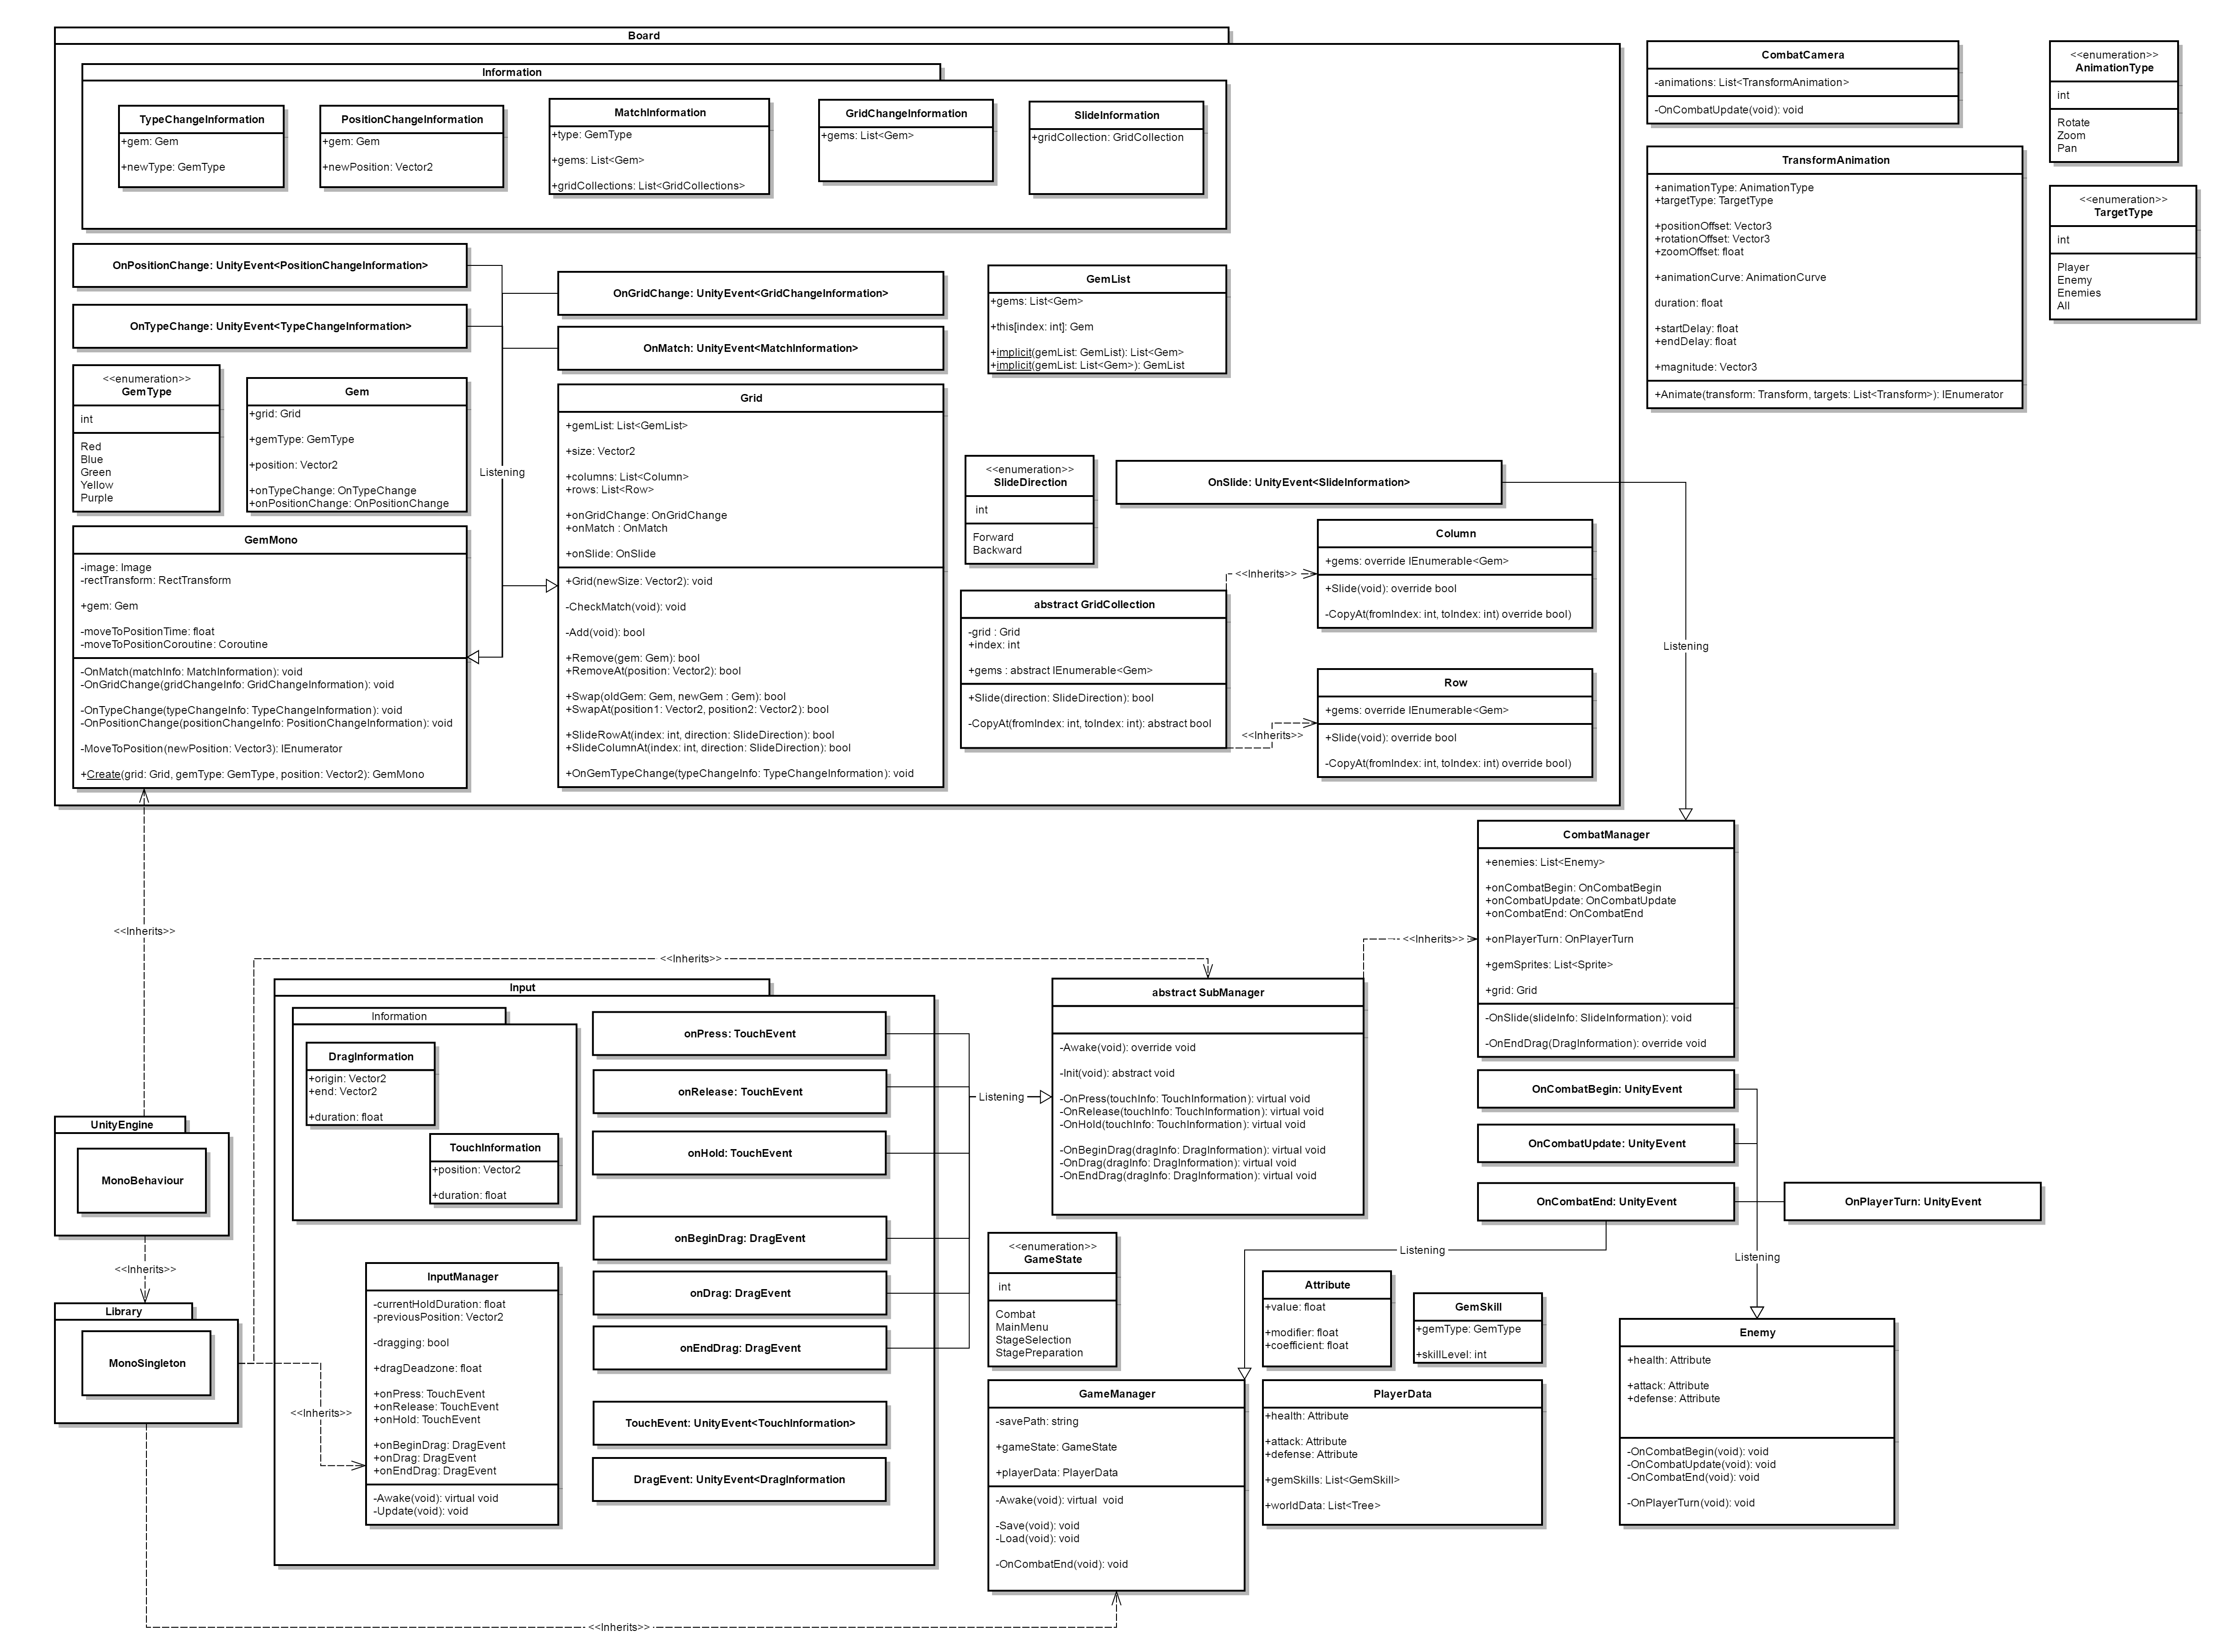 Board
Information
TypeChangeInformation
+gem: Gem
+newType: GemType
PositionChangeInformation
+gem: Gem
+newPosition: Vector2
MatchInformation
+type: GemType
+gems: List<Gem>
+gridCollections: List<GridCollections>
GridChangeInformation
+gems: List<Gem>
SlideInformation
+gridCollection: GridCollection
OnPositionChange: UnityEvent<PositionChangeInformation>
OnTypeChange: UnityEvent<TypeChangeInformation>
<<enumeration>>
GemType
int
Red
Blue
Green
Yellow
Purple
Gem
+grid: Grid
+gemType: GemType
+position: Vector2
+onTypeChange: OnTypeChange
+onPositionChange: OnPositionChange
Listening
GemMono
-image: Image
-rectTransform: RectTransform
+gem: Gem
-moveToPositionTime: float
-moveToPositionCoroutine: Coroutine
-OnMatch(matchInfo: MatchInformation): void
-OnGridChange(gridChangeInfo: GridChangeInformation): void
-OnTypeChange(typeChangeInfo: TypeChangeInformation): void
-OnPositionChange(positionChangeInfo: PositionChangeInformation): void
-MoveToPosition(newPosition: Vector3): IEnumerator
+Create(grid: Grid, gemType: GemType, position: Vector2): GemMono
OnGridChange: UnityEvent<GridChangeInformation>
OnMatch: UnityEvent<MatchInformation>
Grid
+gemList: List<GemList>
+size: Vector2
+columns: List<Column>
+rows: List<Row>
+onGridChange: OnGridChange
+onMatch : OnMatch
+onSlide: OnSlide
+Grid(newSize: Vector2): void
-CheckMatch(void): void
-Add(void): bool
+Remove(gem: Gem): bool
+RemoveAt(position: Vector2): bool
+Swap(oldGem: Gem, newGem : Gem): bool
+SwapAt(position1: Vector2, position2: Vector2): bool
+SlideRowAt(index: int, direction: SlideDirection): bool
+SlideColumnAt(index: int, direction: SlideDirection): bool
+OnGemTypeChange(typeChangeInfo: TypeChangeInformation): void
GemList
+gems: List<Gem>
+this[index: int]: Gem
+implicit(gemList: GemList): List<Gem>
+implicit(gemList: List<Gem>): GemList
<<enumeration>>
SlideDirection
int
Forward
Backward
OnSlide: UnityEvent<SlideInformation>
abstract GridCollection
-grid : Grid
+index: int
+gems : abstract IEnumerable<Gem>
+Slide(direction: SlideDirection): bool
-CopyAt(fromIndex: int, toIndex: int): abstract bool
<<Inherits>>
<<Inherits>>
Column
+gems: override IEnumerable<Gem>
+Slide(void): override bool
-CopyAt(fromIndex: int, toIndex: int) override bool)
Row
+gems: override IEnumerable<Gem>
+Slide(void): override bool
-CopyAt(fromIndex: int, toIndex: int) override bool)
CombatCamera
-animations: List<TransformAnimation>
-OnCombatUpdate(void): void
TransformAnimation
+animationType: AnimationType
+targetType: TargetType
+positionOffset: Vector3
+rotationOffset: Vector3
+zoomOffset: float
+animationCurve: AnimationCurve
duration: float
+startDelay: float
+endDelay: float
+magnitude: Vector3
+Animate(transform: Transform, targets: List<Transform>): IEnumerator
<<enumeration>>
AnimationType
int
Rotate
Zoom
Pan
<<enumeration>>
TargetType
int
Player
Enemy
Enemies
All
Listening
CombatManager
+enemies: List<Enemy>
+onCombatBegin: OnCombatBegin
+onCombatUpdate: OnCombatUpdate
+onCombatEnd: OnCombatEnd
+onPlayerTurn: OnPlayerTurn
+gemSprites: List<Sprite>
+grid: Grid
-OnSlide(slideInfo: SlideInformation): void
-OnEndDrag(DragInformation): override void
<<Inherits>>
<<Inherits>>
<<Inherits>>
UnityEngine
MonoBehaviour
<<Inherits>>
Library
MonoSingleton
<<Inherits>>
Input
Information
DragInformation
+origin: Vector2
+end: Vector2
+duration: float
TouchInformation
+position: Vector2
+duration: float
InputManager
-currentHoldDuration: float
-previousPosition: Vector2
-dragging: bool
+dragDeadzone: float
+onPress: TouchEvent
+onRelease: TouchEvent
+onHold: TouchEvent
+onBeginDrag: DragEvent
+onDrag: DragEvent
+onEndDrag: DragEvent
-Awake(void): virtual void
-Update(void): void
onPress: TouchEvent
onRelease: TouchEvent
onHold: TouchEvent
onBeginDrag: DragEvent
onDrag: DragEvent
onEndDrag: DragEvent
TouchEvent: UnityEvent<TouchInformation>
DragEvent: UnityEvent<DragInformation
Listening
abstract SubManager
-Awake(void): override void
-Init(void): abstract void
-OnPress(touchInfo: TouchInformation): virtual void
-OnRelease(touchInfo: TouchInformation): virtual void
-OnHold(touchInfo: TouchInformation): virtual void
-OnBeginDrag(dragInfo: DragInformation): virtual void
-OnDrag(dragInfo: DragInformation): virtual void
-OnEndDrag(dragInfo: DragInformation): virtual void
OnCombatBegin: UnityEvent
OnCombatUpdate: UnityEvent
OnCombatEnd: UnityEvent
OnPlayerTurn: UnityEvent
Listening
Listening
<<enumeration>>
GameState
int
Combat
MainMenu
StageSelection
StagePreparation
Attribute
+value: float
+modifier: float
+coefficient: float
GemSkill
+gemType: GemType
+skillLevel: int
GameManager
-savePath: string
+gameState: GameState
+playerData: PlayerData
-Awake(void): virtual  void
-Save(void): void
-Load(void): void
-OnCombatEnd(void): void
PlayerData
+health: Attribute
+attack: Attribute
+defense: Attribute
+gemSkills: List<GemSkill>
+worldData: List<Tree>
Enemy
+health: Attribute
+attack: Attribute
+defense: Attribute
-OnCombatBegin(void): void
-OnCombatUpdate(void): void
-OnCombatEnd(void): void
-OnPlayerTurn(void): void
<<Inherits>>